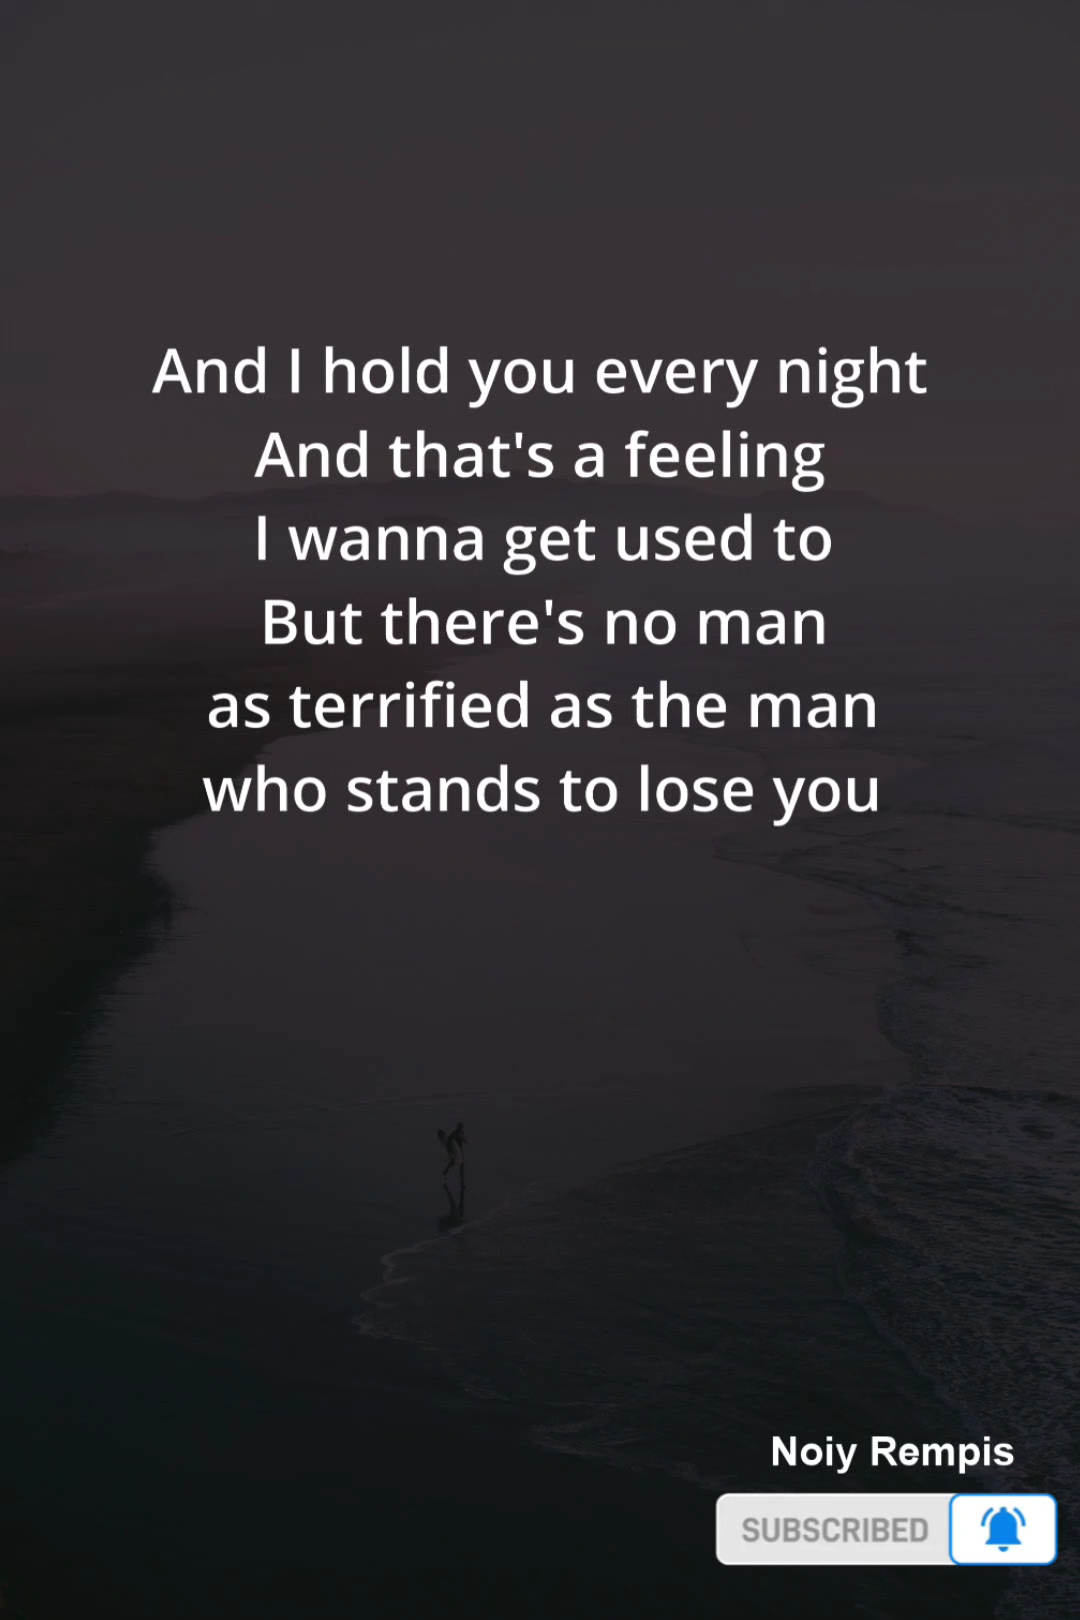 And I hold you every night
And that's a feeling
I wanna get used to
But there's no man
as terrified as the man
who stands to lose you
Noiy Rempis
SUBSCRIBED